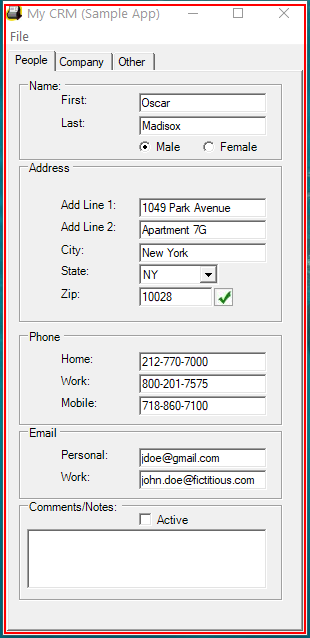 My CRM (Sample App)
File
People Company Other
Name:
First: Oscar
Last: Madisox
Male Female
Address
Add Line 1: 1049 Park Avenue
Add Line 2: Apartment 7G
City: New York
State: NY
Zip: 10028
Phone
Home: 212-770-7000
Work: 800-201-7575
Mobile: 718-860-7100
Email
Personal: jdoe@gmail.com
Work: john.doe@fictitious.com
Comments/Notes:
Active